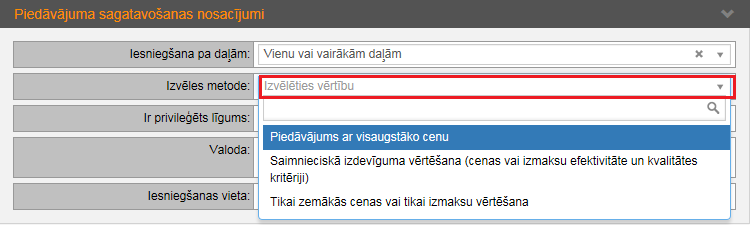 Piedāvājuma sagatavošanas nosacījumi
Iesniegšana pa daļām: Vienu vai vairākām daļām
Izvēles metode: Izvēlēties vērtību
Ir privileģēts līgums:
Piedāvājums ar visaugstāko cenu
Valoda: Saimnieciskā izdevīguma vērtēšana (cenas vai izmaksu efektivitāte un kvalitātes
kritēriji)
Iesniegšanas vieta: Tikai zemākās cenas vai tikai izmaksu vērtēšana